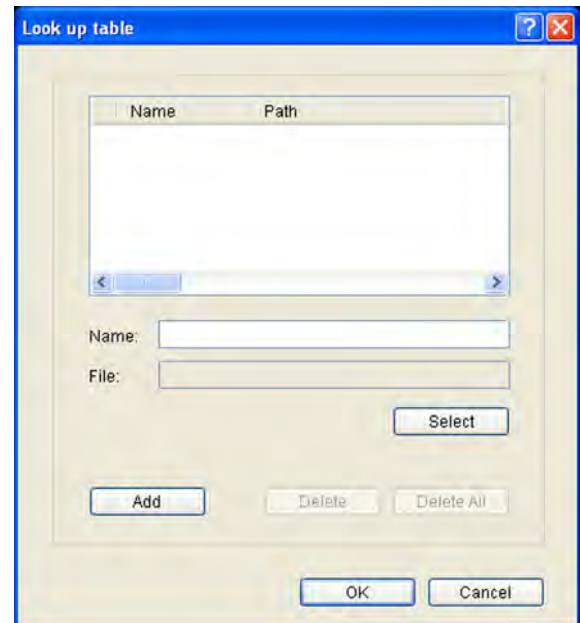 Look up table
Name Path
Name:
File:
Select
Add Delete Delete All
OK Cancel